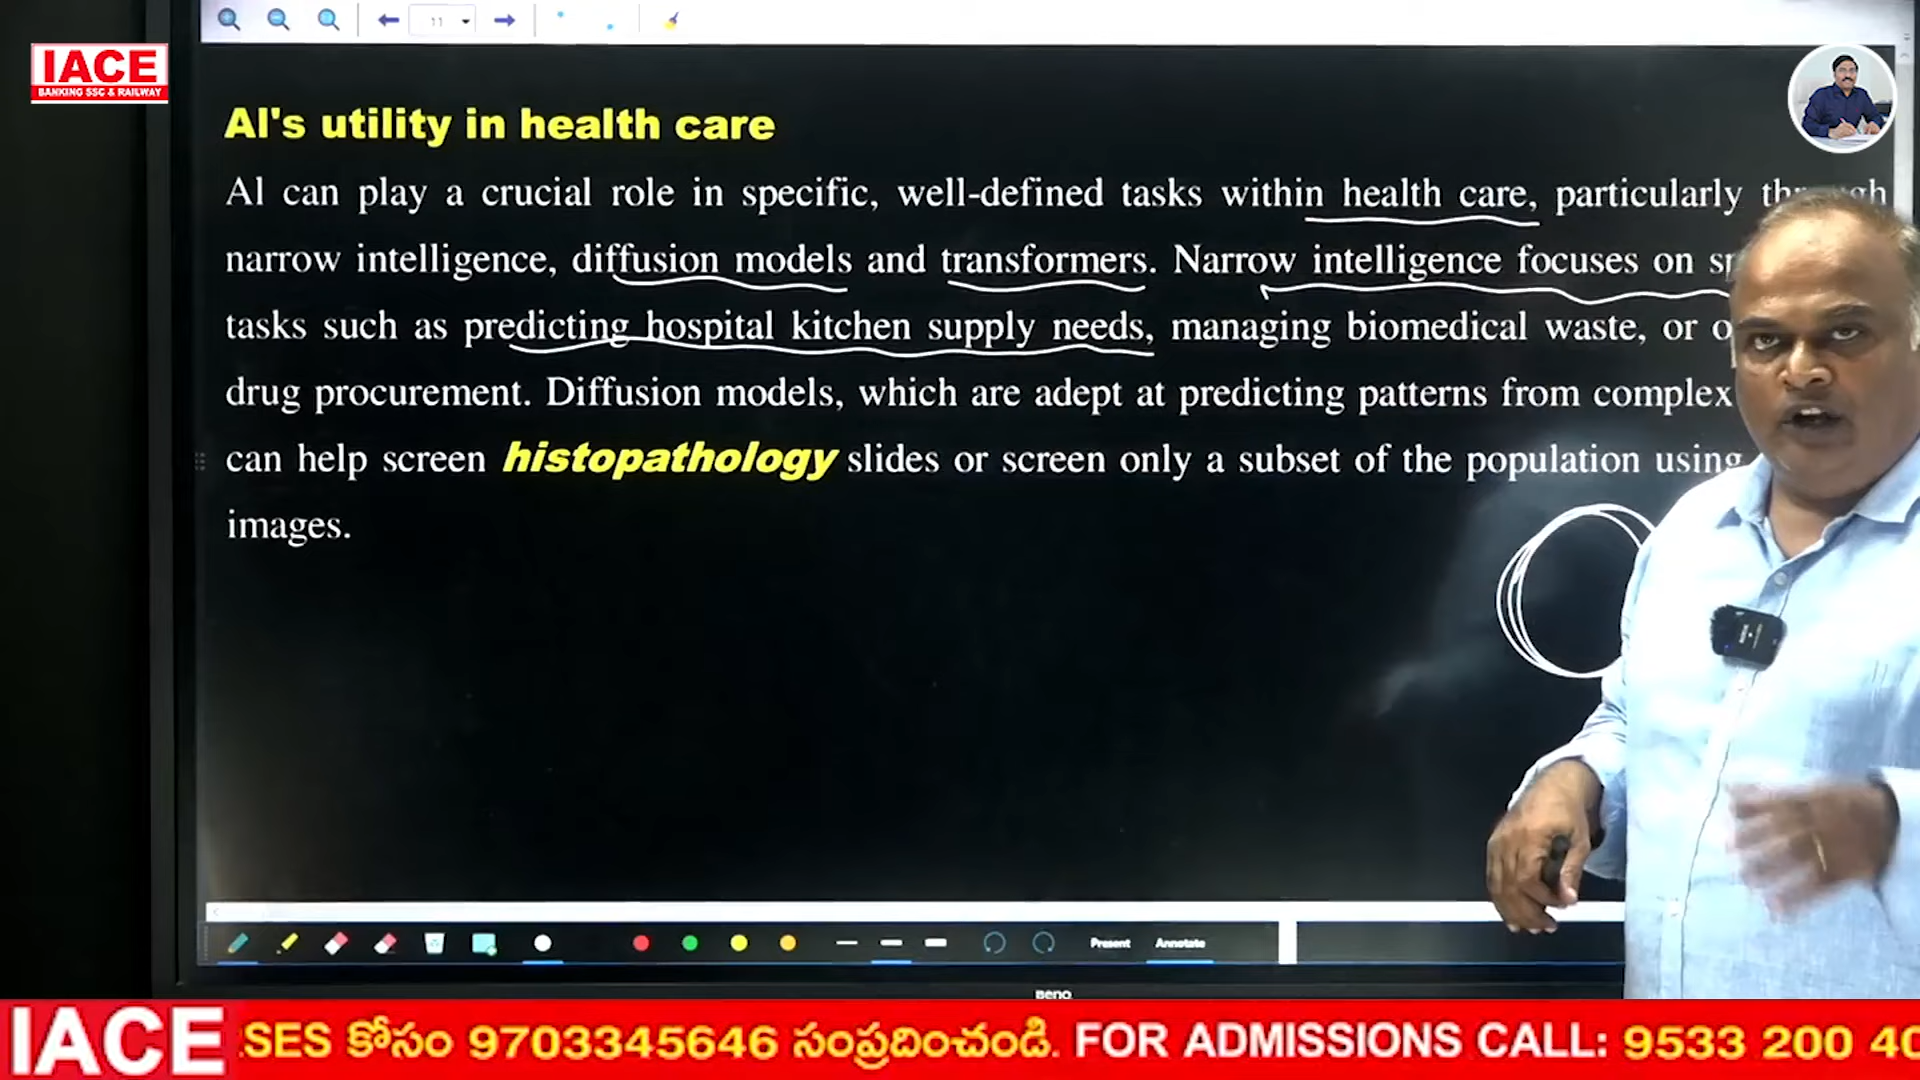 11
IACE
BANKING SSC & RAILWAY
AI's utility in health care
AI can play a crucial role in specific, well-defined tasks within health care, particularly
narrow intelligence, diffusion models and transformers. Narrow intelligence focuses on
tasks such as predicting hospital kitchen supply needs, managing biomedical waste, or
drug procurement. Diffusion models, which are adept at predicting patterns from complex
can help screen histopathology slides or screen only a subset of the population using
images.
Present Annotate
BenQ
IACE SES కోసం 9703345646 సంప్రదించండి. FOR ADMISSIONS CALL: 9533 200 40